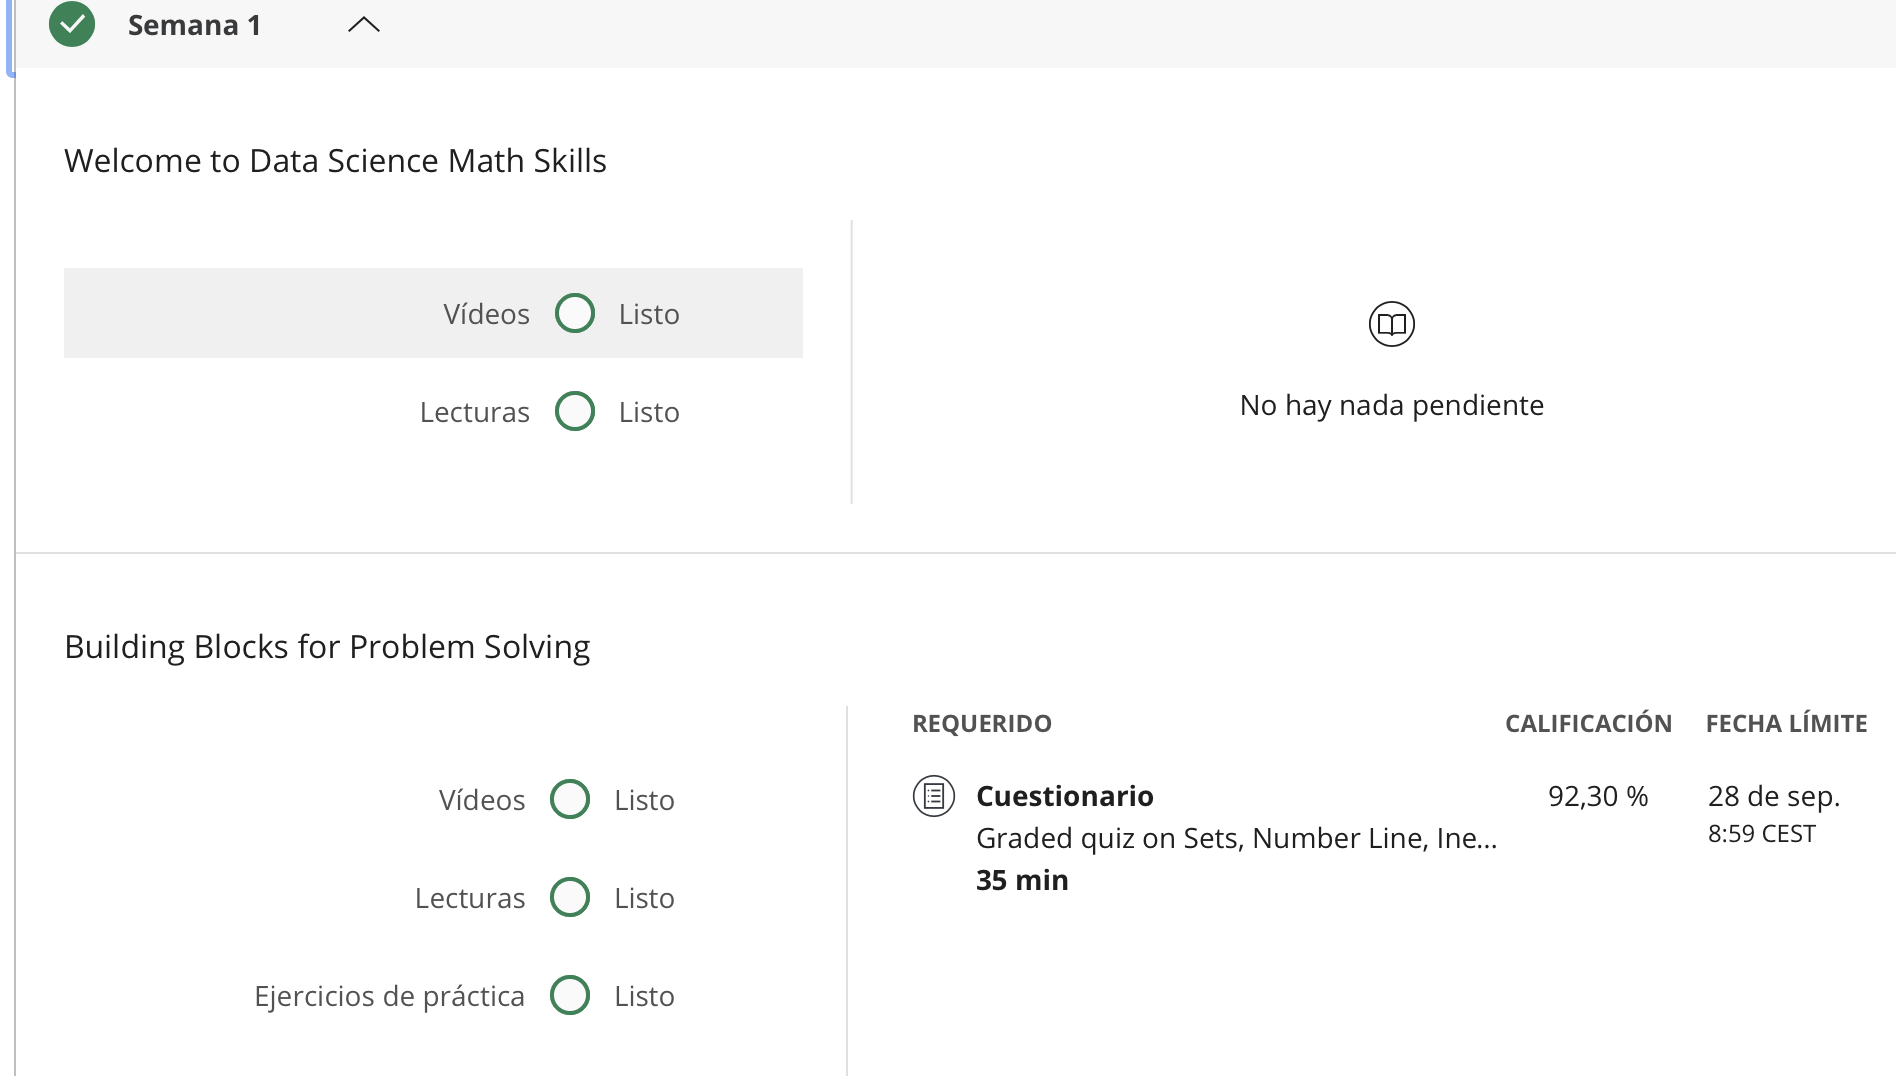 Semana 1
Welcome to Data Science Math Skills
Vídeos Listo
Lecturas Listo
No hay nada pendiente
Building Blocks for Problem Solving
Vídeos Listo
Lecturas Listo
Ejercicios de práctica Listo
REQUERIDO CALIFICACIÓN FECHA LÍMITE
Cuestionario 92,30 % 28 de sep.
8:59 CEST
Graded quiz on Sets, Number Line, Ine...
35 min